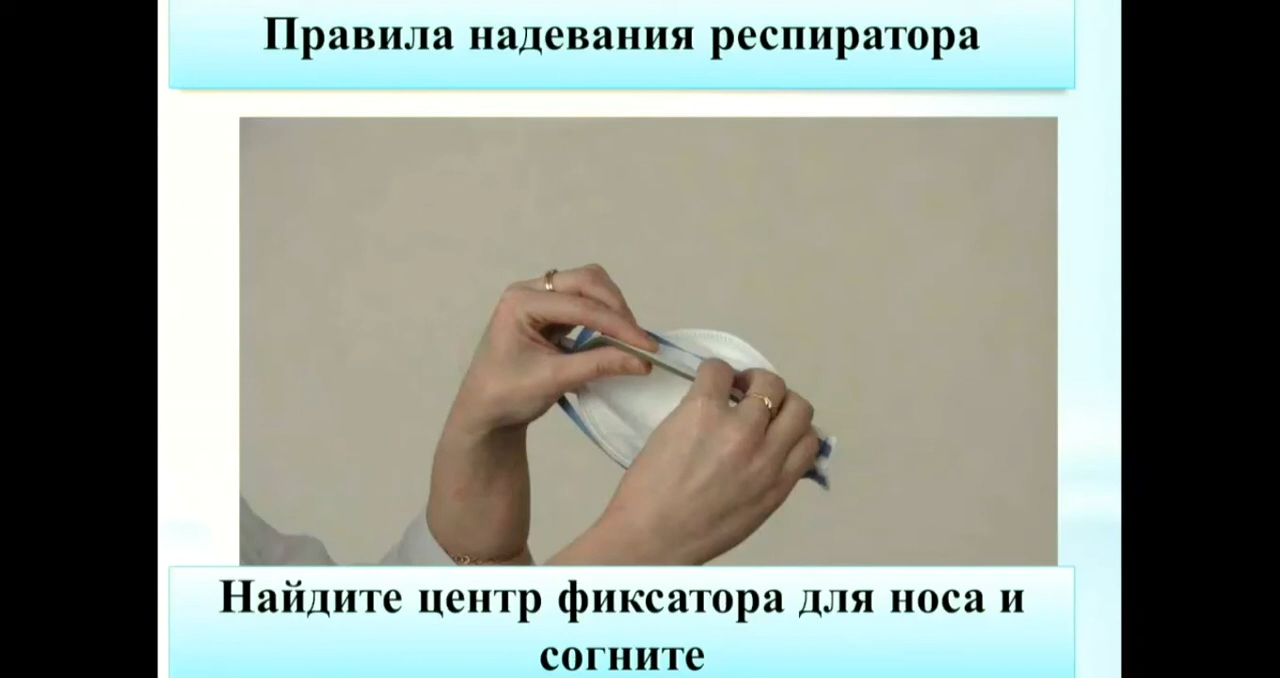 Правила надевания респиратора
Найдите центр фиксатора для носа и
согните